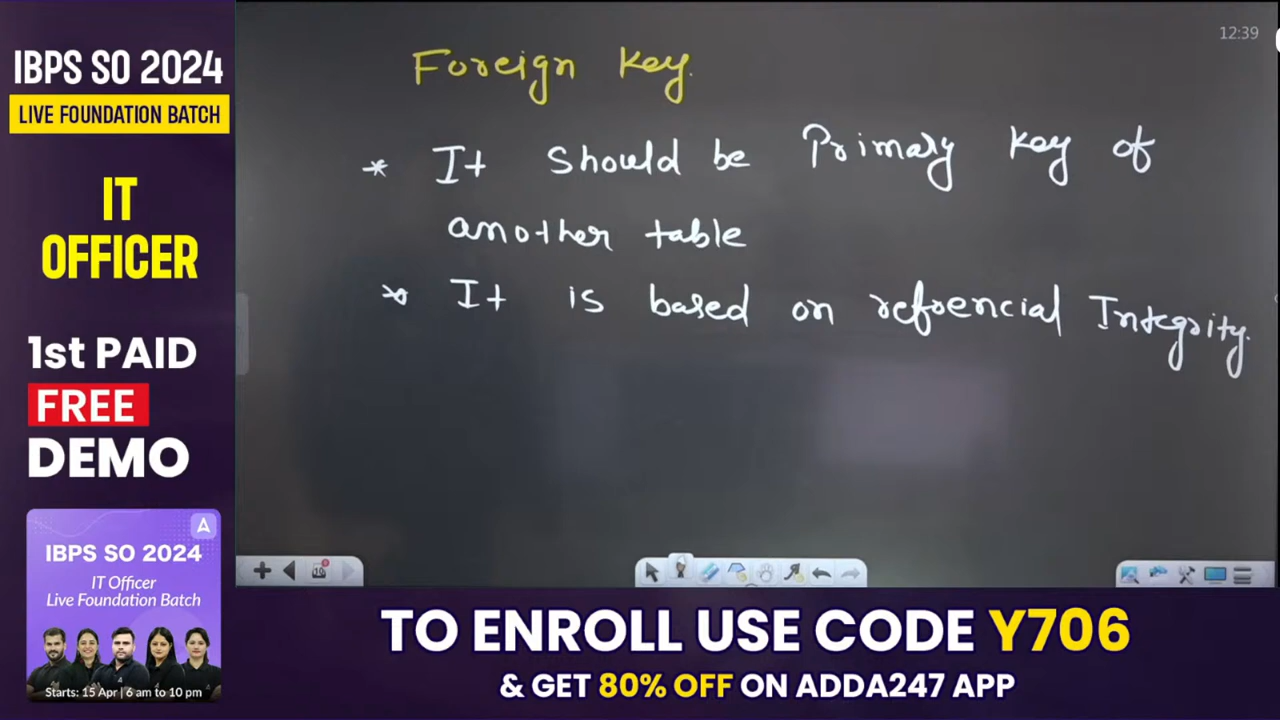 IBPS SO 2024
LIVE FOUNDATION BATCH
IT
OFFICER
1st PAID
FREE
DEMO
A
IBPS SO 2024
IT Officer
Live Foundation Batch
Starts: 15 Apr | 6 am to 10 pm
12:39
Foreign Key.
* It should be Primary Key of
another table
* It is based on refrencial Integrity.
TO ENROLL USE CODE Y706
& GET 80% OFF ON ADDA247 APP